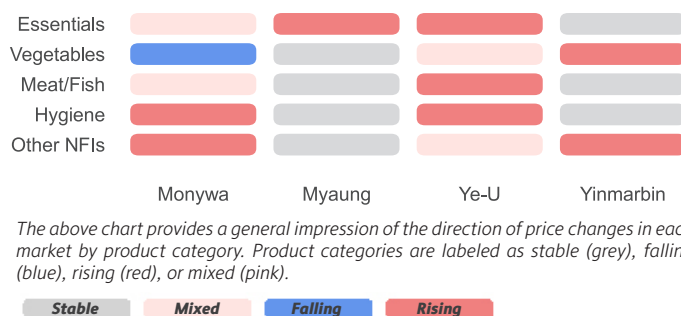 Essentials
Vegetables
Meat/Fish
Hygiene
Other NFIs
Monywa Myaung Ye-U Yinmarbin
The above chart provides a general impression of the direction of price changes in eac
market by product category. Product categories are labeled as stable (grey), fallin
(blue), rising (red), or mixed (pink).
Stable Mixed Falling Rising